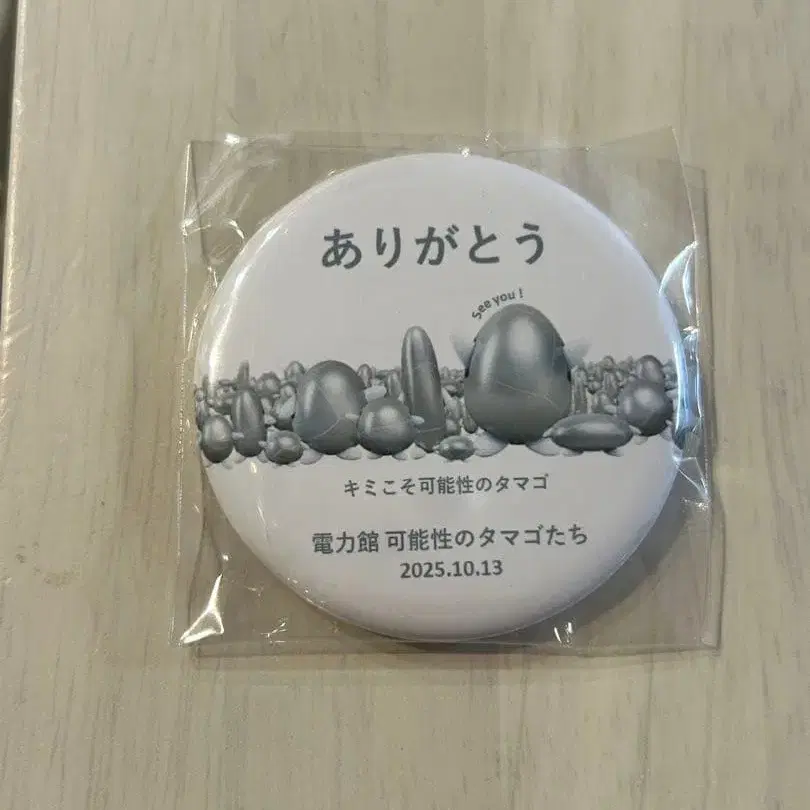 ありがとう
See you!
キミこそ可能性のタマゴ
電力館 可能性のタマゴたち
2025.10.13